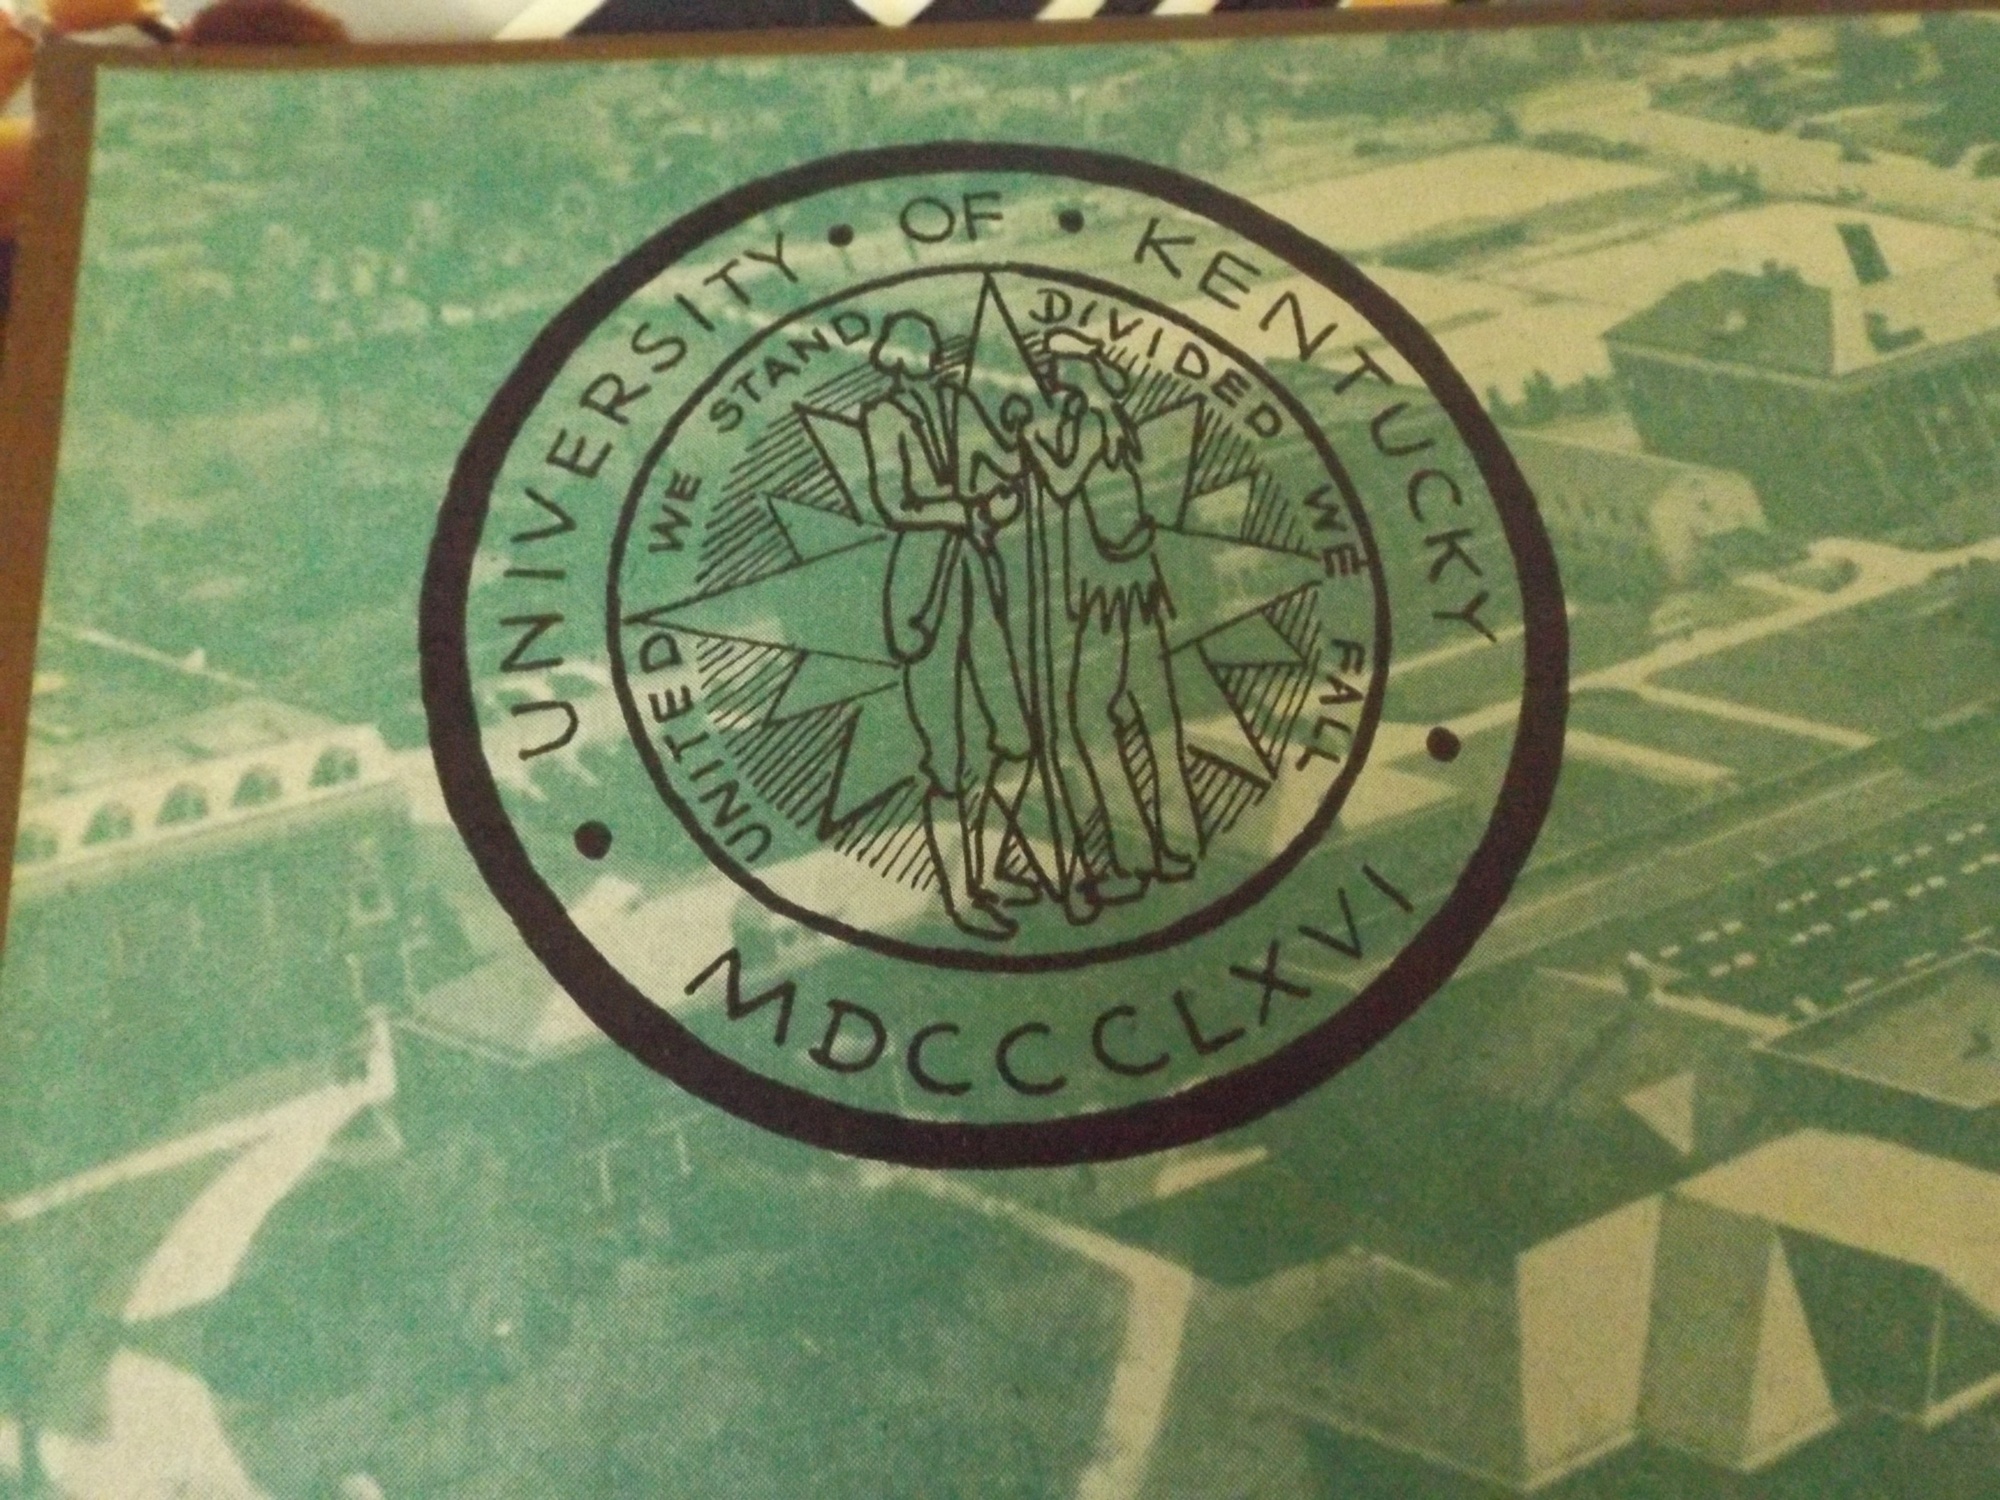 UNIVERSITY • OF • KENTUCKY
UNITED WE STAND DIVIDED WE FALL
MDCCCLXVI